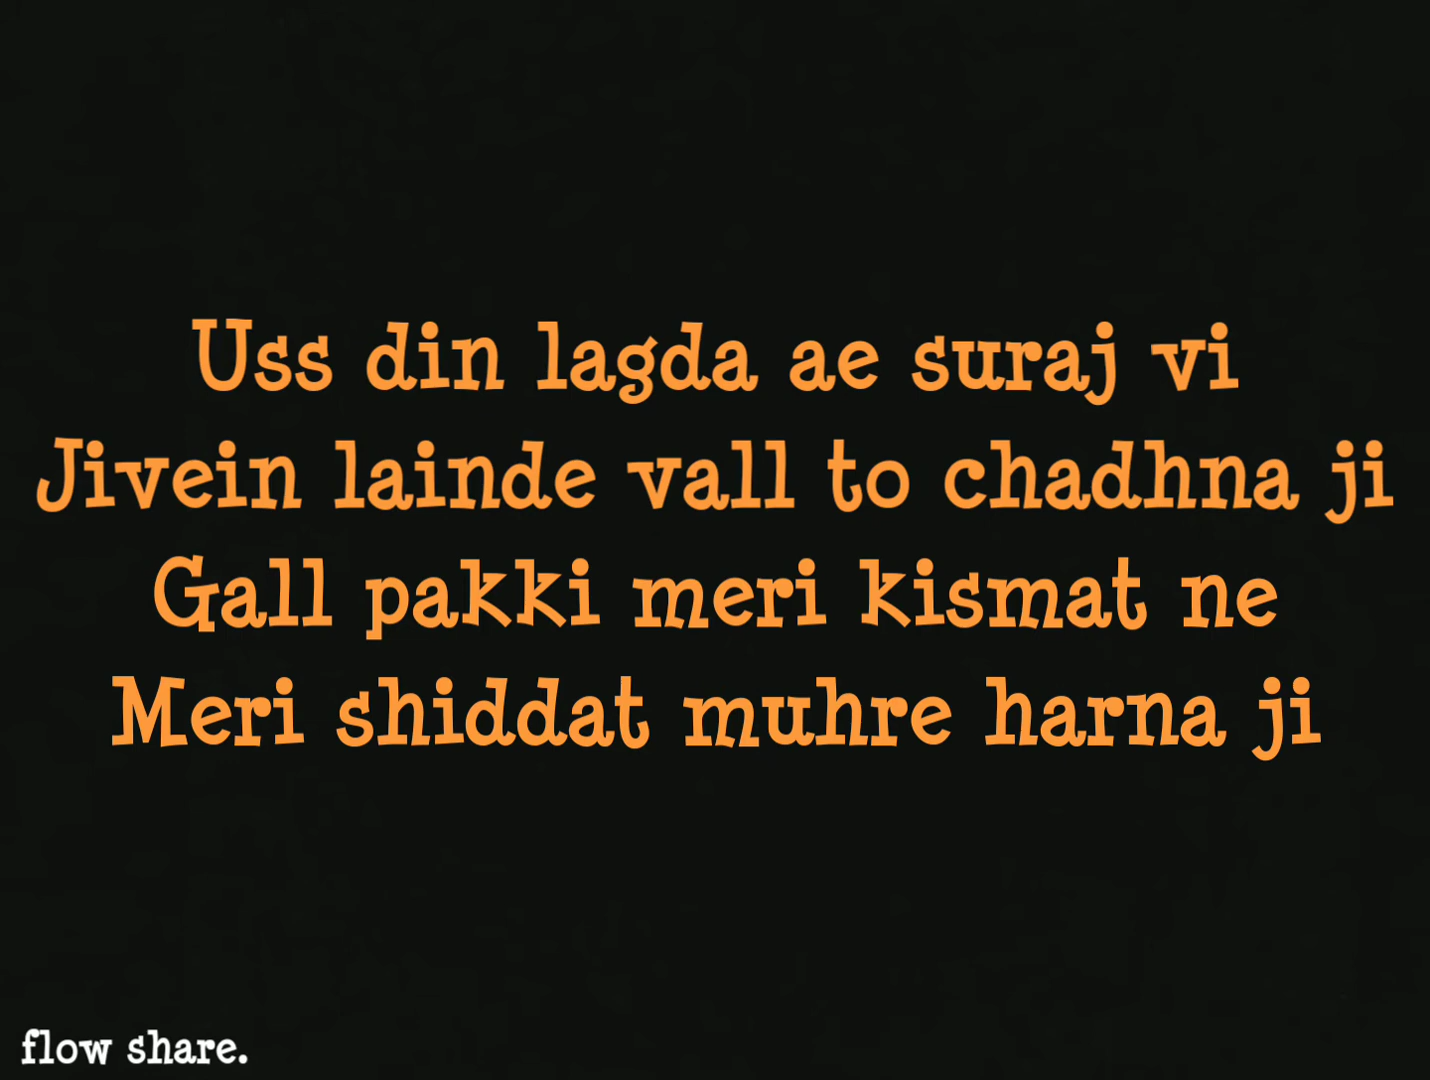 Uss din lagda ae suraj vi
Jivein lainde vall to chadhna ji
Gall pakki meri kismat ne
Meri shiddat muhre harna ji
flow share.